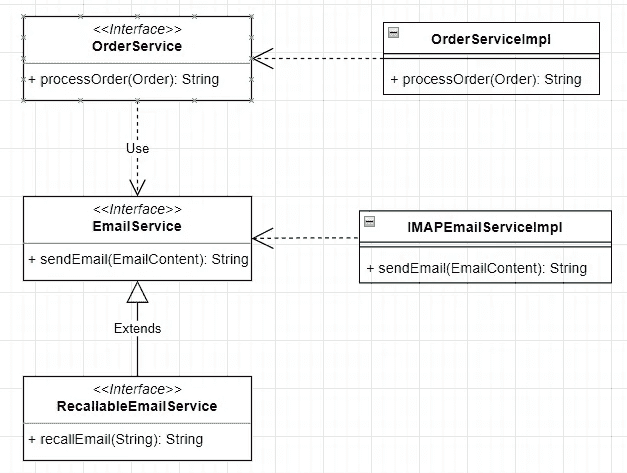 <<Interface>>
OrderService
+ processOrder(Order): String
OrderServiceImpl
+ processOrder(Order): String
Use
<<Interface>>
EmailService
+ sendEmail(EmailContent): String
IMAPEmailServiceImpl
+ sendEmail(EmailContent): String
Extends
<<Interface>>
RecallableEmailService
+ recallEmail(String): String